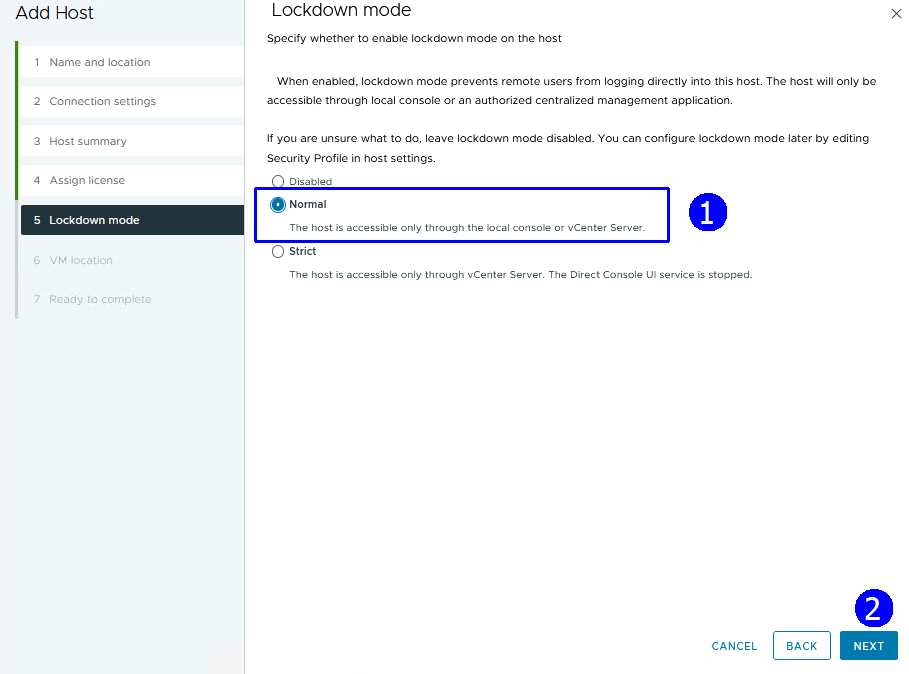 Add Host
1 Name and location
2 Connection settings
3 Host summary
4 Assign license
5 Lockdown mode
6 VM location
7 Ready to complete
Lockdown mode
Specify whether to enable lockdown mode on the host
When enabled, lockdown mode prevents remote users from logging directly into this host. The host will only be
accessible through local console or an authorized centralized management application.
If you are unsure what to do, leave lockdown mode disabled. You can configure lockdown mode later by editing
Security Profile in host settings.
Disabled
Normal
The host is accessible only through the local console or vCenter Server.
1
Strict
The host is accessible only through vCenter Server. The Direct Console UI service is stopped.
2
CANCEL BACK NEXT